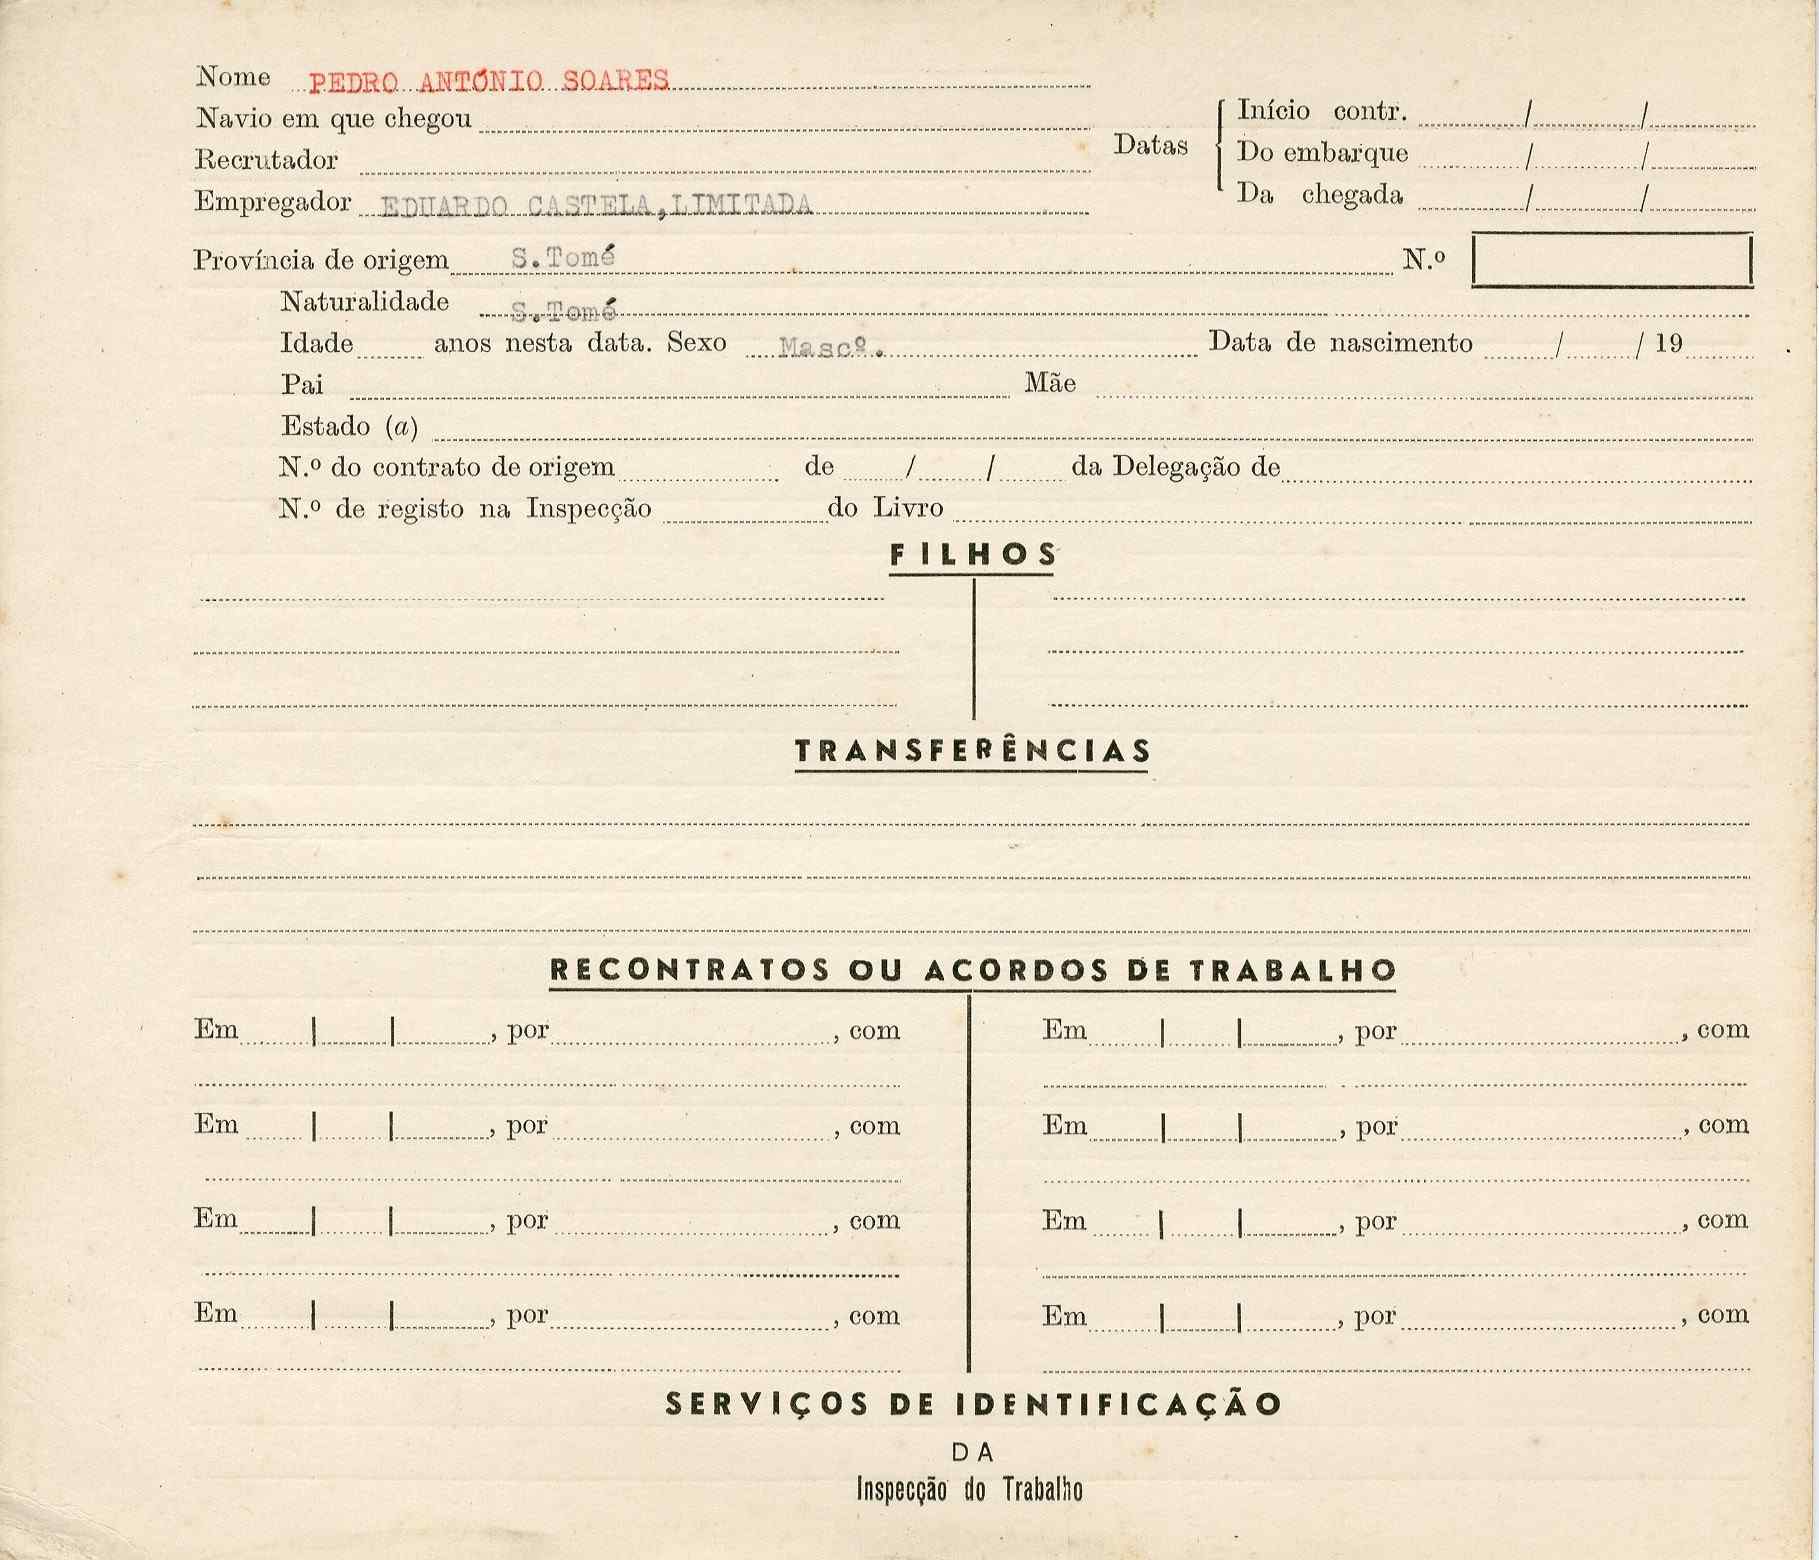 Nome PEDRO ANTÓNIO SOARES
Navio em que chegou
Recrutador
Empregador EDUARDO CASTELA,LIMITADA
Datas
Início contr. / /
Do embarque / /
Da chegada / /
Província de origem S.Tomé N.º
Naturalidade S.Tomé
Idade anos nesta data. Sexo Mascº. Data de nascimento / / 19
Pai Mãe
Estado (a)
N.º do contrato de origem de / / da Delegação de
N.º de registo na Inspecção do Livro
FILHOS
TRANSFERÊNCIAS
RECONTRATOS OU ACORDOS DE TRABALHO
Em | | , por , com Em | | , por , com
Em | | , por , com Em | | , por , com
Em | | , por , com Em | | , por , com
Em | | , por , com Em | | , por , com
SERVIÇOS DE IDENTIFICAÇÃO
DA
Inspecção do Trabalho